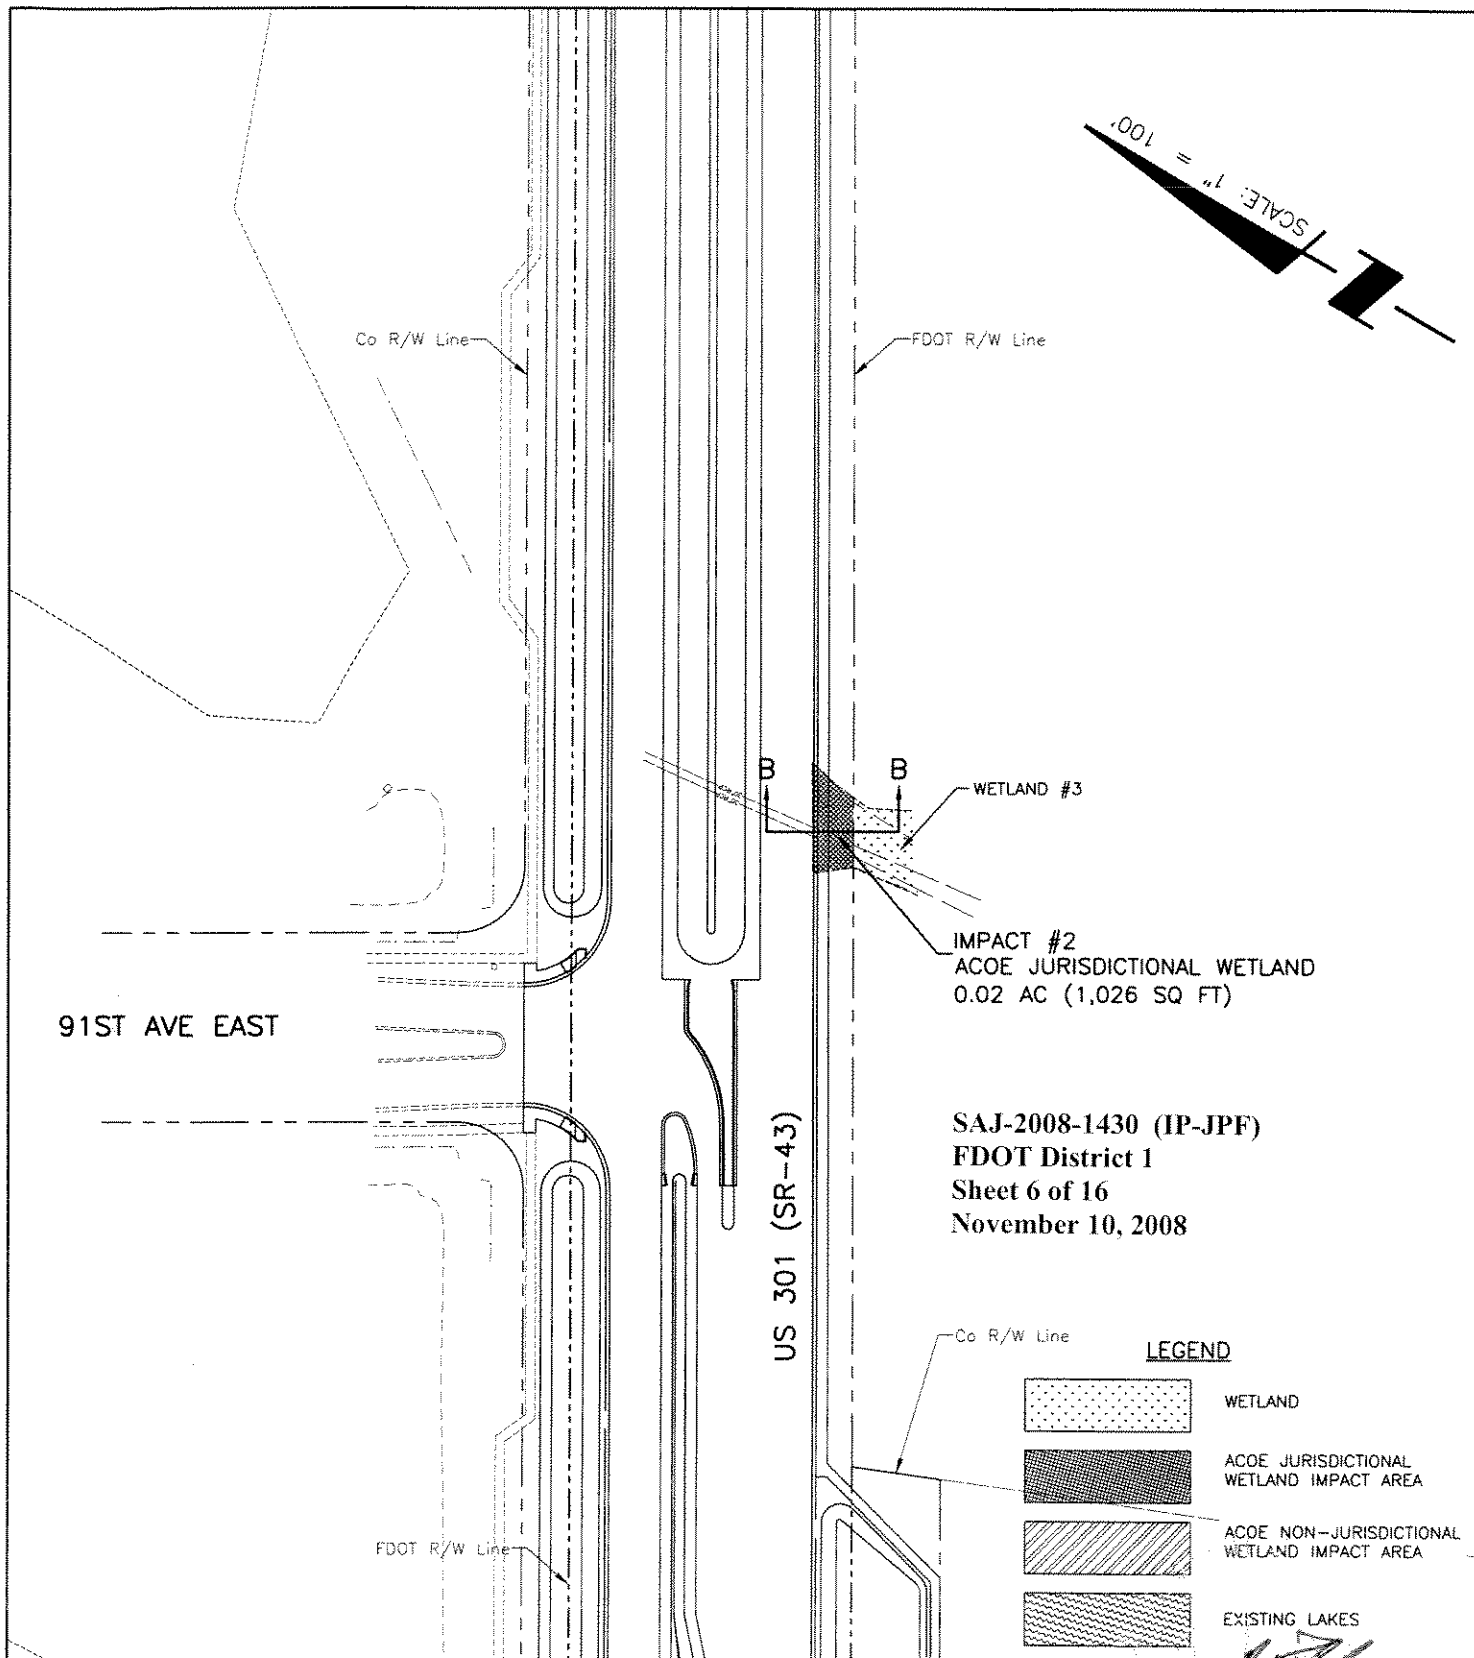 SCALE: 1" = 100'
N
Co R/W Line
FDOT R/W Line
B
B
WETLAND #3
IMPACT #2
ACOE JURISDICTIONAL WETLAND
0.02 AC (1,026 SQ FT)
91ST AVE EAST
US 301 (SR-43)
SAJ-2008-1430 (IP-JPF)
FDOT District 1
Sheet 6 of 16
November 10, 2008
Co R/W Line
LEGEND
WETLAND
ACOE JURISDICTIONAL
WETLAND IMPACT AREA
ACOE NON-JURISDICTIONAL
WETLAND IMPACT AREA
EXISTING LAKES
FDOT R/W Line